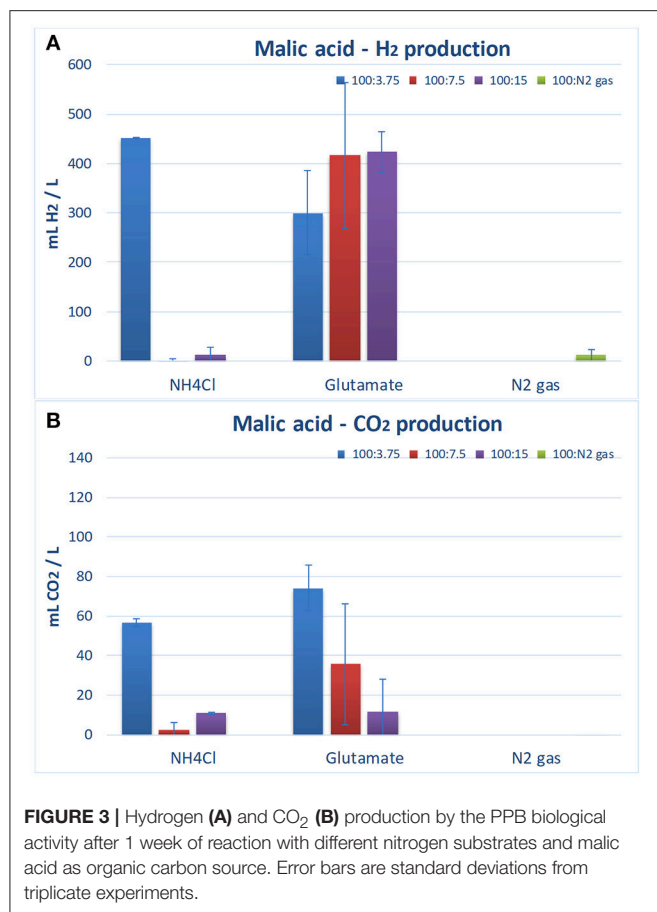 A
Malic acid - H2 production
100:3.75 100:7.5 100:15 100:N2 gas
mL H2 / L
600
500
400
300
200
100
0
NH4Cl Glutamate N2 gas
B
Malic acid - CO2 production
100:3.75 100:7.5 100:15 100:N2 gas
mL CO2 / L
140
120
100
80
60
40
20
0
NH4Cl Glutamate N2 gas
FIGURE 3 | Hydrogen (A) and CO2 (B) production by the PPB biological
activity after 1 week of reaction with different nitrogen substrates and malic
acid as organic carbon source. Error bars are standard deviations from
triplicate experiments.